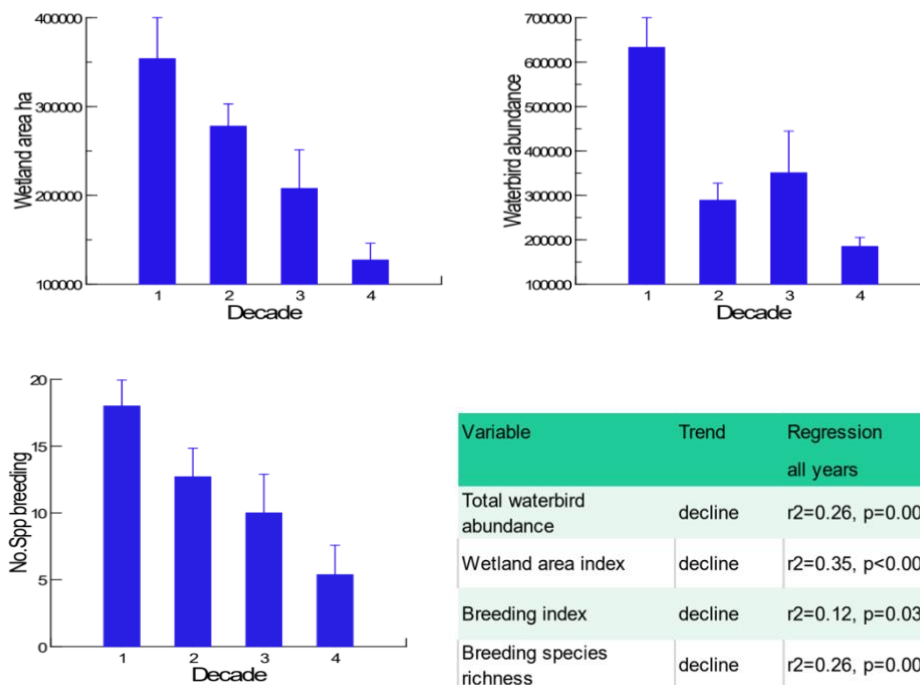 400000
300000
200000
100000
Wetland area ha
1 2 3 4
Decade
700000
600000
500000
400000
300000
200000
100000
Waterbird abundance
1 2 3 4
Decade
20
15
10
5
0
No.Spp breeding
1 2 3 4
Decade
Variable Trend Regression
all years
Total waterbird
abundance decline r2=0.26, p=0.00
Wetland area index decline r2=0.35, p<0.00
Breeding index decline r2=0.12, p=0.03
Breeding species
richness decline r2=0.26, p=0.00